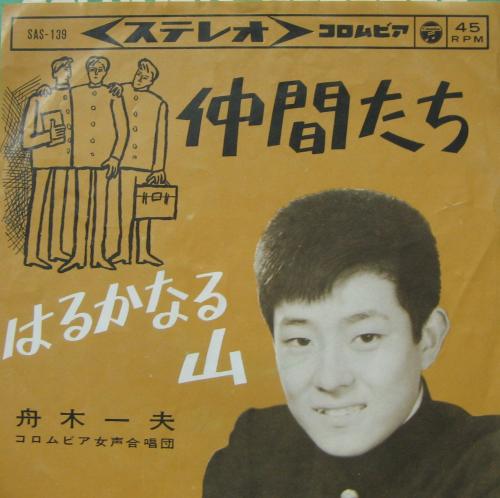 SAS-139
ステレオ
コロムビア
45
RPM
仲間たち
はるかなる
山
舟木一夫
コロムビア女声合唱団